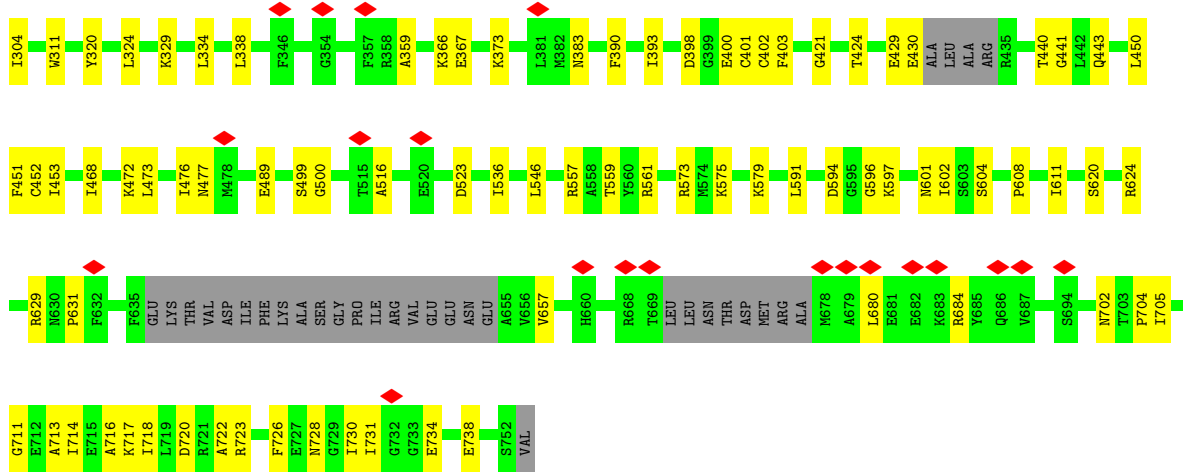 I304 W311 Y320 L324 K329 L334 L338 F346 G354 F357 R358 A359 K366 E367 K373 L381 M382 N383 F390 I393 D398 G399 E400 C401 C402 F403 G421 T424 E429 E430 ALA LEU ALA ARG R435 T440 G441 L442 Q443 L450
F451 C452 I453 I468 K472 L473 I476 N477 M478 E489 S499 G500 T515 A516 E520 D523 I536 L546 R557 A558 T559 Y560 R561 R573 M574 K575 K579 L591 D594 G595 G596 K597 N601 I602 S603 S604 P608 I611 S620 R624
R629 N630 P631 F632 F635 GLU LYS THR VAL ASP ILE PHE LYS ALA SER GLY PRO ILE ARG VAL GLU GLU ASN GLU A655 V656 V657 H660 R668 T669 LEU LEU ASN THR ASP MET ARG ALA M678 A679 L680 E681 E682 K683 R684 Y685 Q686 V687 S694 N702 T703 P704 I705
G711 E712 A713 I714 E715 A716 K717 I718 L719 D720 R721 A722 R723 F726 E727 N728 G729 I730 I731 G732 G733 E734 E738 S752 VAL